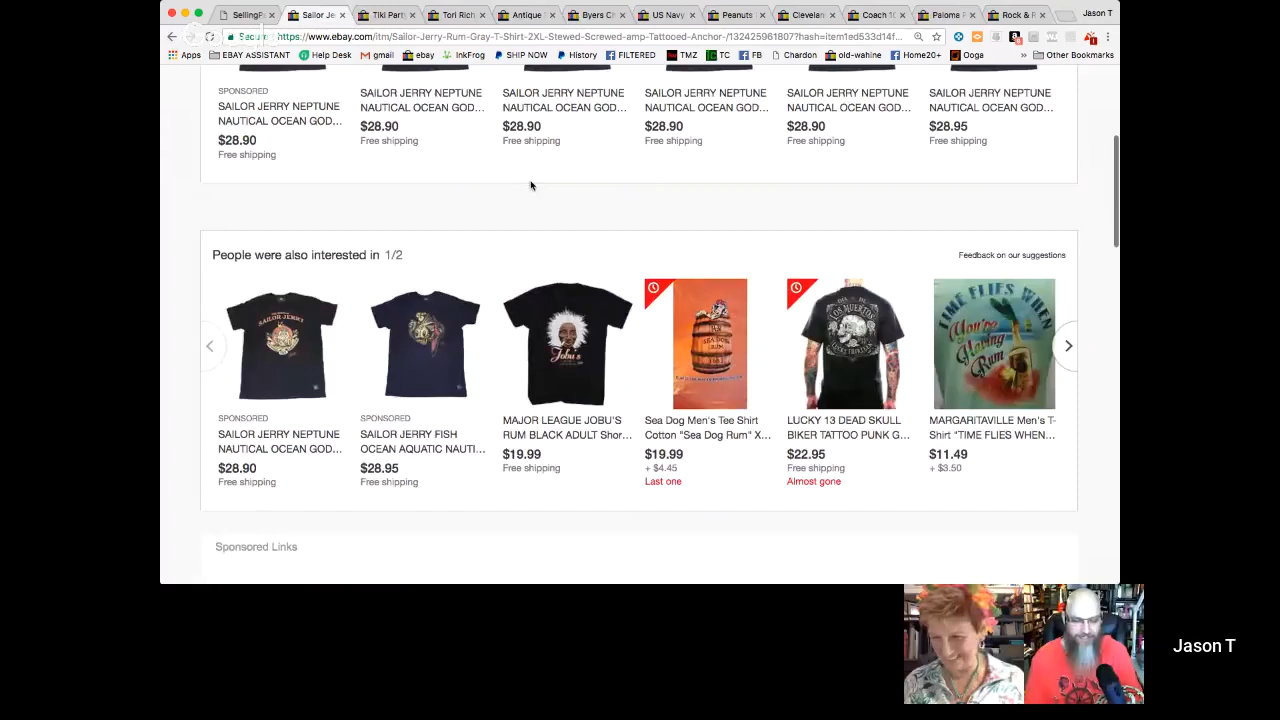 SellingPa
Sailor Je
Tiki Part
Tori Rich
Antique
Byers Ch
US Navy
Peanuts
Clevelan
Coach 10
Paloma P
Rock & R
Jason T
Secure
https://www.ebay.com/itm/Sailor-Jerry-Rum-Gray-T-Shirt-2XL-Stewed-Screwed-amp-Tattooed-Anchor-/132425961807?hash=item1ed533d14f...
Apps
EBAY ASSISTANT
Help Desk
gmail
ebay
InkFrog
SHIP NOW
History
FILTERED
TMZ
TC
FB
Chardon
old-wahine
Home20+
Ooga
Other Bookmarks
SPONSORED
SAILOR JERRY NEPTUNE
NAUTICAL OCEAN GOD...
$28.90
Free shipping
SAILOR JERRY NEPTUNE
NAUTICAL OCEAN GOD...
$28.90
Free shipping
SAILOR JERRY NEPTUNE
NAUTICAL OCEAN GOD...
$28.90
Free shipping
SAILOR JERRY NEPTUNE
NAUTICAL OCEAN GOD...
$28.90
Free shipping
SAILOR JERRY NEPTUNE
NAUTICAL OCEAN GOD...
$28.90
Free shipping
SAILOR JERRY NEPTUNE
NAUTICAL OCEAN GOD...
$28.95
Free shipping
People were also interested in 1/2
Feedback on our suggestions
SAILOR JERRY
Jobu's
SEA DOG
RUM
LOS MUERTOS
TIME FLIES WHEN
You're
Having
Rum
SPONSORED
SAILOR JERRY NEPTUNE
NAUTICAL OCEAN GOD...
$28.90
Free shipping
SPONSORED
SAILOR JERRY FISH
OCEAN AQUATIC NAUTI...
$28.95
Free shipping
MAJOR LEAGUE JOBU'S
RUM BLACK ADULT Shor...
$19.99
Free shipping
Sea Dog Men's Tee Shirt
Cotton "Sea Dog Rum" X...
$19.99
+ $4.45
Last one
LUCKY 13 DEAD SKULL
BIKER TATTOO PUNK G...
$22.95
Free shipping
Almost gone
MARGARITAVILLE Men's T-
Shirt "TIME FLIES WHEN...
$11.49
+ $3.50
Sponsored Links
Jason T